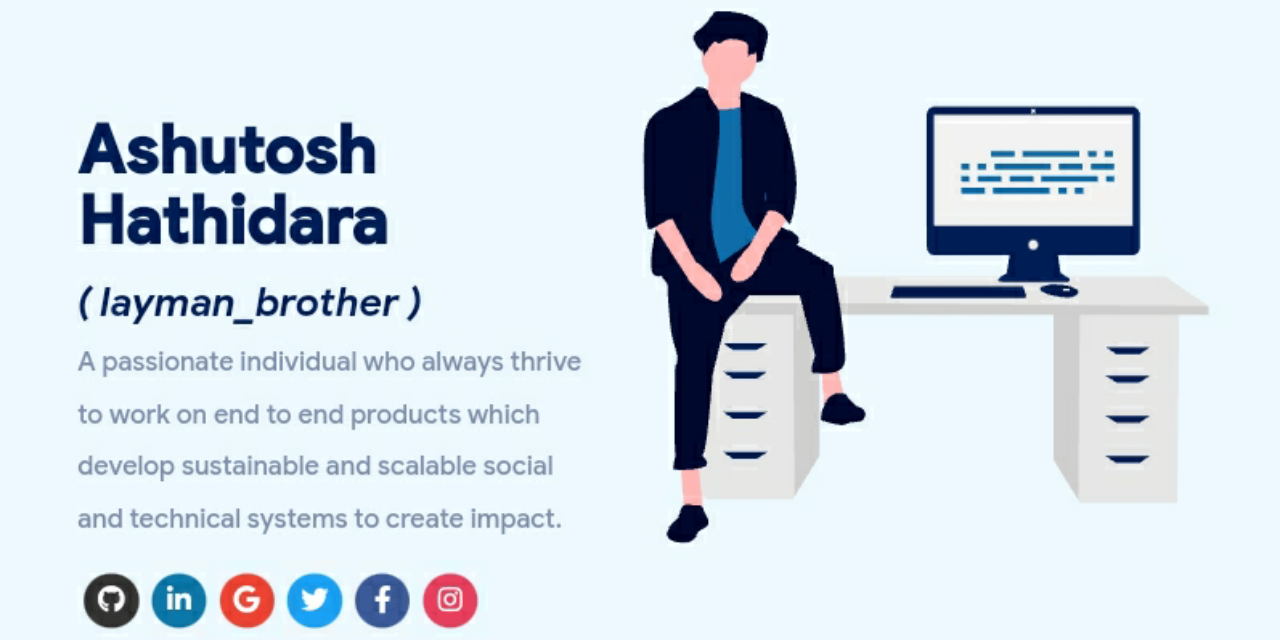 Ashutosh
Hathidara
( layman_brother )
A passionate individual who always thrive
to work on end to end products which
develop sustainable and scalable social
and technical systems to create impact.
in G f